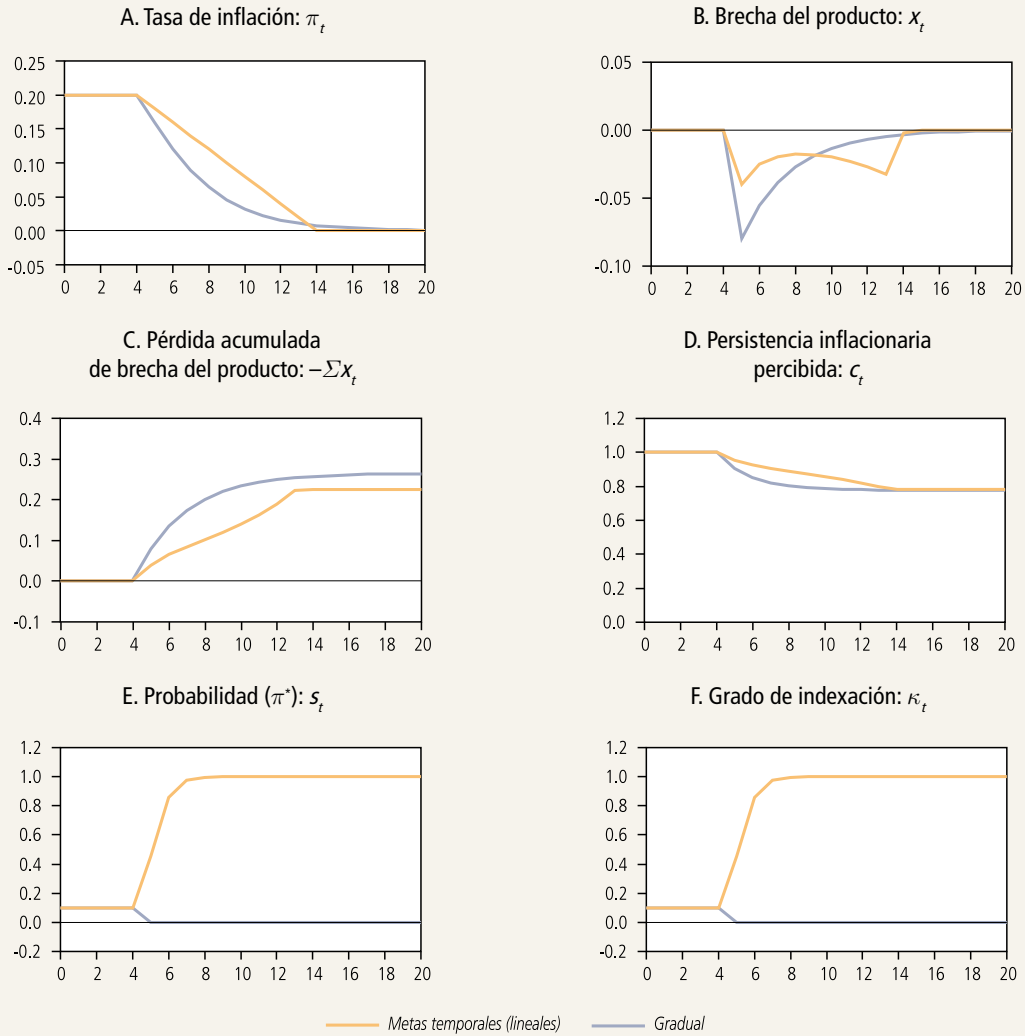 A. Tasa de inflación: πt
0.25
0.20
0.15
0.10
0.05
0.00
-0.05
0 2 4 6 8 10 12 14 16 18 20
B. Brecha del producto: xt
0.05
0.00
-0.05
-0.10
0 2 4 6 8 10 12 14 16 18 20
C. Pérdida acumulada
de brecha del producto: −Σxt
0.4
0.3
0.2
0.1
0.0
-0.1
0 2 4 6 8 10 12 14 16 18 20
D. Persistencia inflacionaria
percibida: ct
1.2
1.0
0.8
0.6
0.4
0.2
0.0
0 2 4 6 8 10 12 14 16 18 20
E. Probabilidad (π*): st
1.2
1.0
0.8
0.6
0.4
0.2
0.0
-0.2
0 2 4 6 8 10 12 14 16 18 20
F. Grado de indexación: κt
1.2
1.0
0.8
0.6
0.4
0.2
0.0
-0.2
0 2 4 6 8 10 12 14 16 18 20
Metas temporales (lineales) Gradual